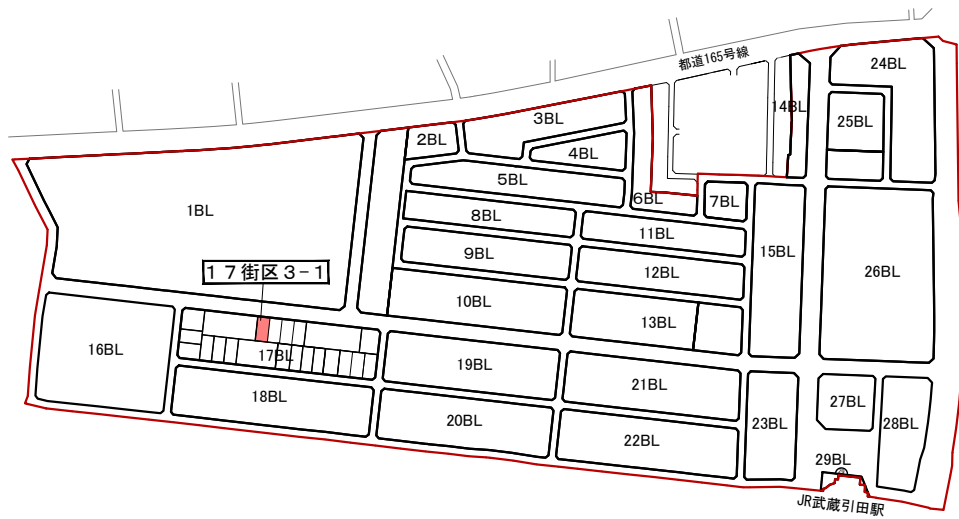 都道165号線
24BL
14BL
3BL
25BL
2BL
4BL
5BL
6BL
7BL
1BL
8BL
11BL
9BL
15BL
12BL
26BL
17街区3-1
10BL
13BL
16BL
17BL
19BL
21BL
18BL
27BL
20BL
23BL
28BL
22BL
29BL
JR武蔵引田駅